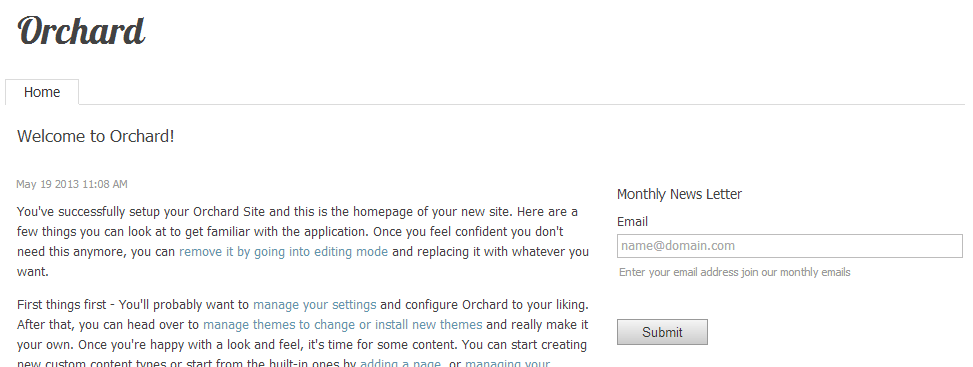 Orchard
Home
Welcome to Orchard!
May 19 2013 11:08 AM
You've successfully setup your Orchard Site and this is the homepage of your new site. Here are a
few things you can look at to get familiar with the application. Once you feel confident you don't
need this anymore, you can remove it by going into editing mode and replacing it with whatever you
want.
First things first - You'll probably want to manage your settings and configure Orchard to your liking.
After that, you can head over to manage themes to change or install new themes and really make it
your own. Once you're happy with a look and feel, it's time for some content. You can start creating
new custom content types or start from the built-in ones by adding a page, or managing your
Monthly News Letter
Email
name@domain.com
Enter your email address join our monthly emails
Submit